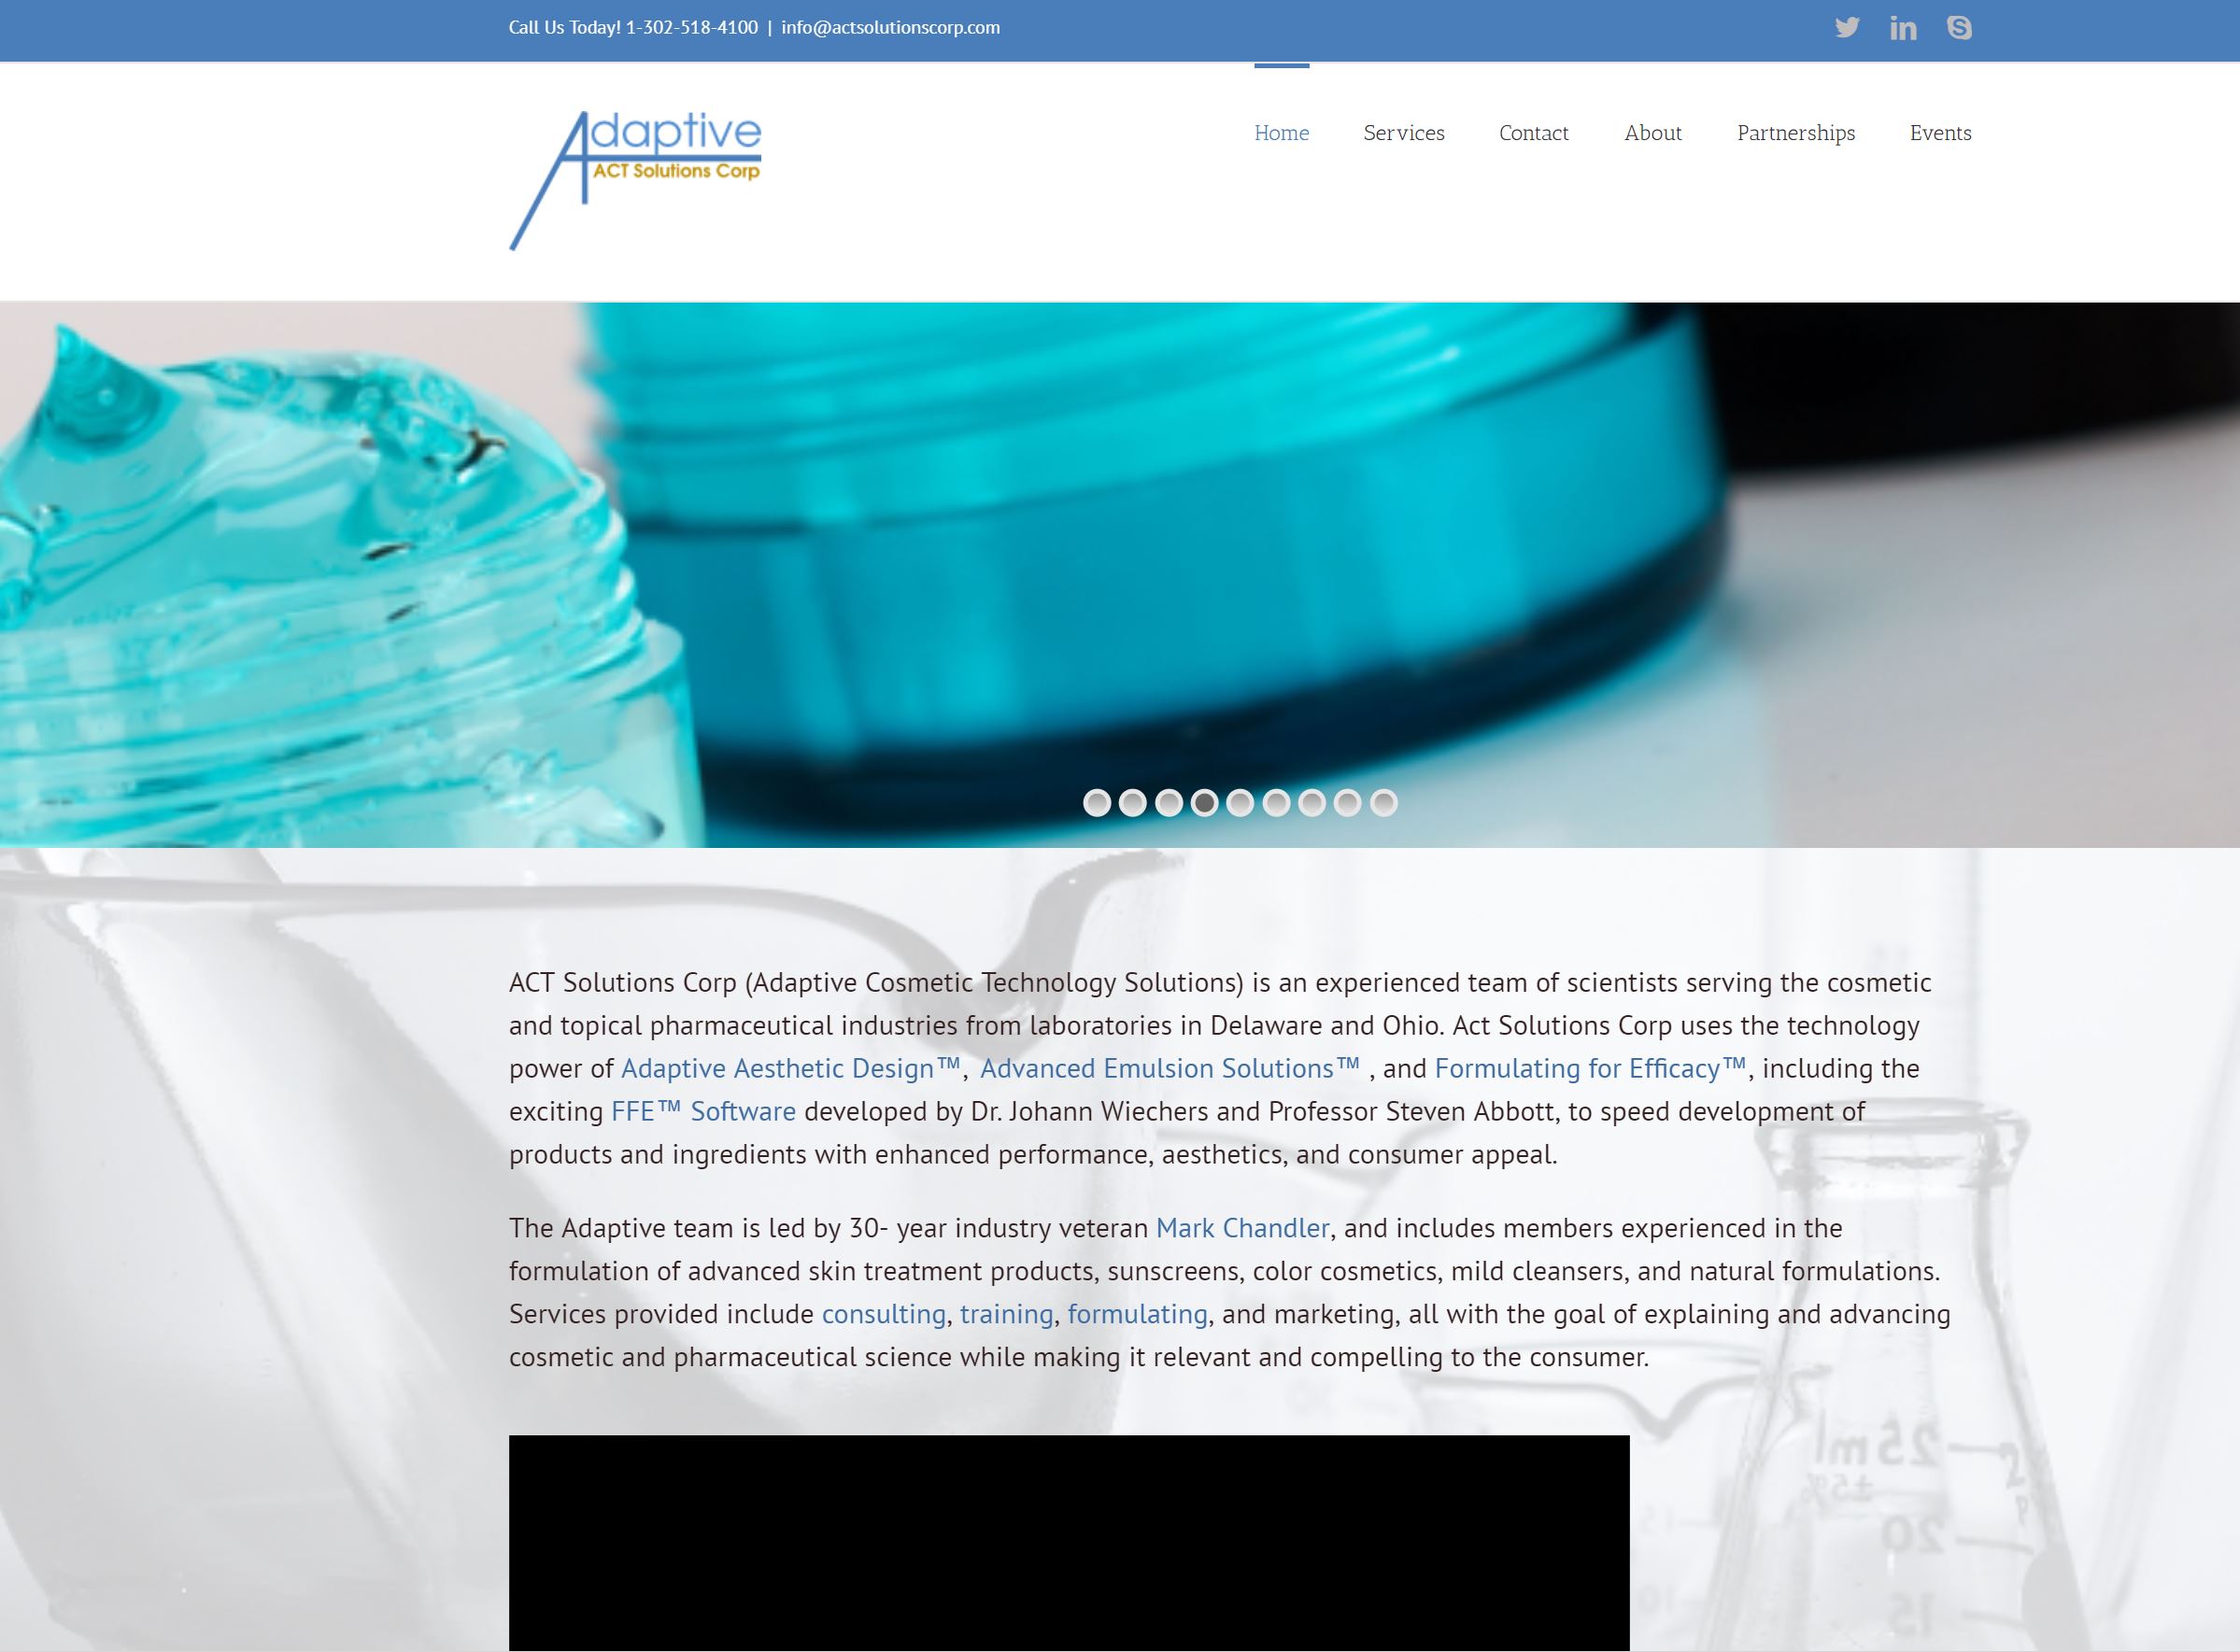 Call Us Today! 1-302-518-4100 | info@actsolutionscorp.com
Adaptive
ACT Solutions Corp
Home Services Contact About Partnerships Events
ACT Solutions Corp (Adaptive Cosmetic Technology Solutions) is an experienced team of scientists serving the cosmetic
and topical pharmaceutical industries from laboratories in Delaware and Ohio. Act Solutions Corp uses the technology
power of Adaptive Aesthetic Design™, Advanced Emulsion Solutions™ , and Formulating for Efficacy™, including the
exciting FFE™ Software developed by Dr. Johann Wiechers and Professor Steven Abbott, to speed development of
products and ingredients with enhanced performance, aesthetics, and consumer appeal.
The Adaptive team is led by 30- year industry veteran Mark Chandler, and includes members experienced in the
formulation of advanced skin treatment products, sunscreens, color cosmetics, mild cleansers, and natural formulations.
Services provided include consulting, training, formulating, and marketing, all with the goal of explaining and advancing
cosmetic and pharmaceutical science while making it relevant and compelling to the consumer.
25ml
±5%
20
15